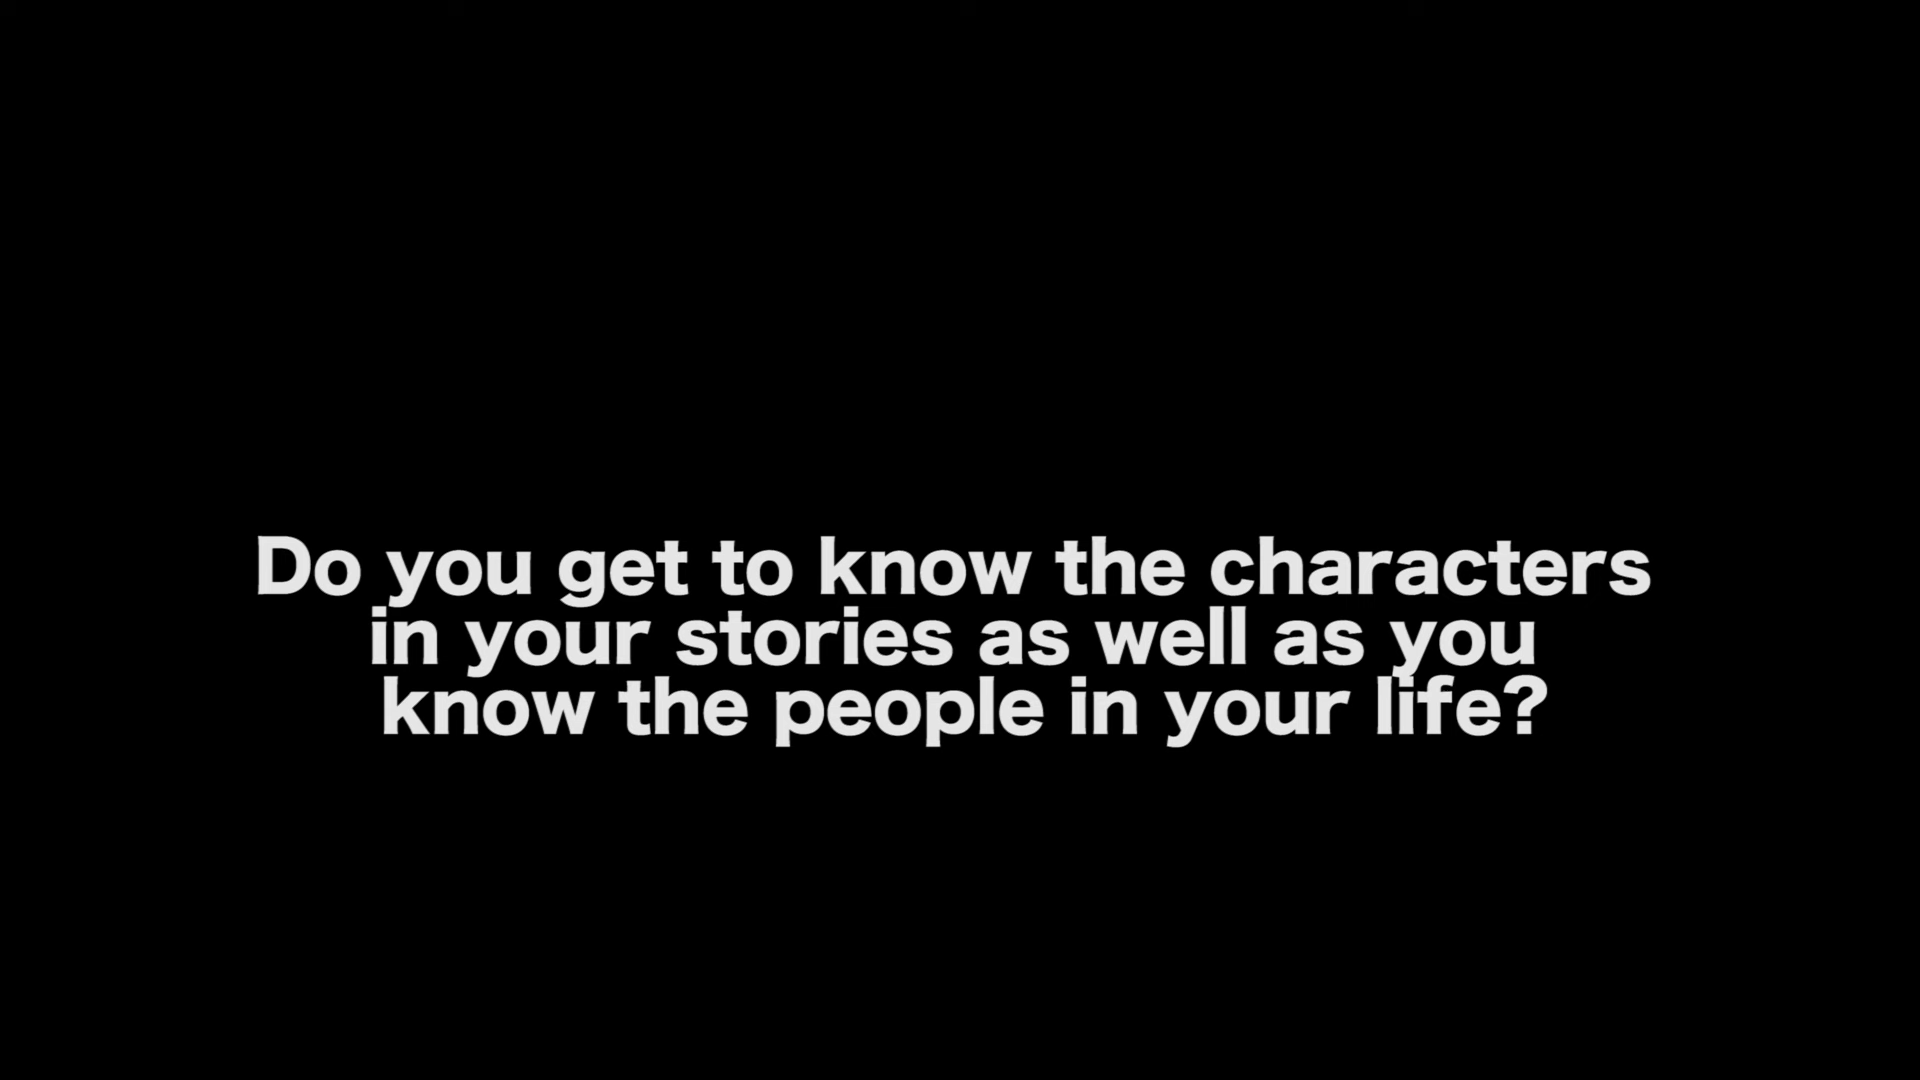 Do you get to know the characters
in your stories as well as you
know the people in your life?